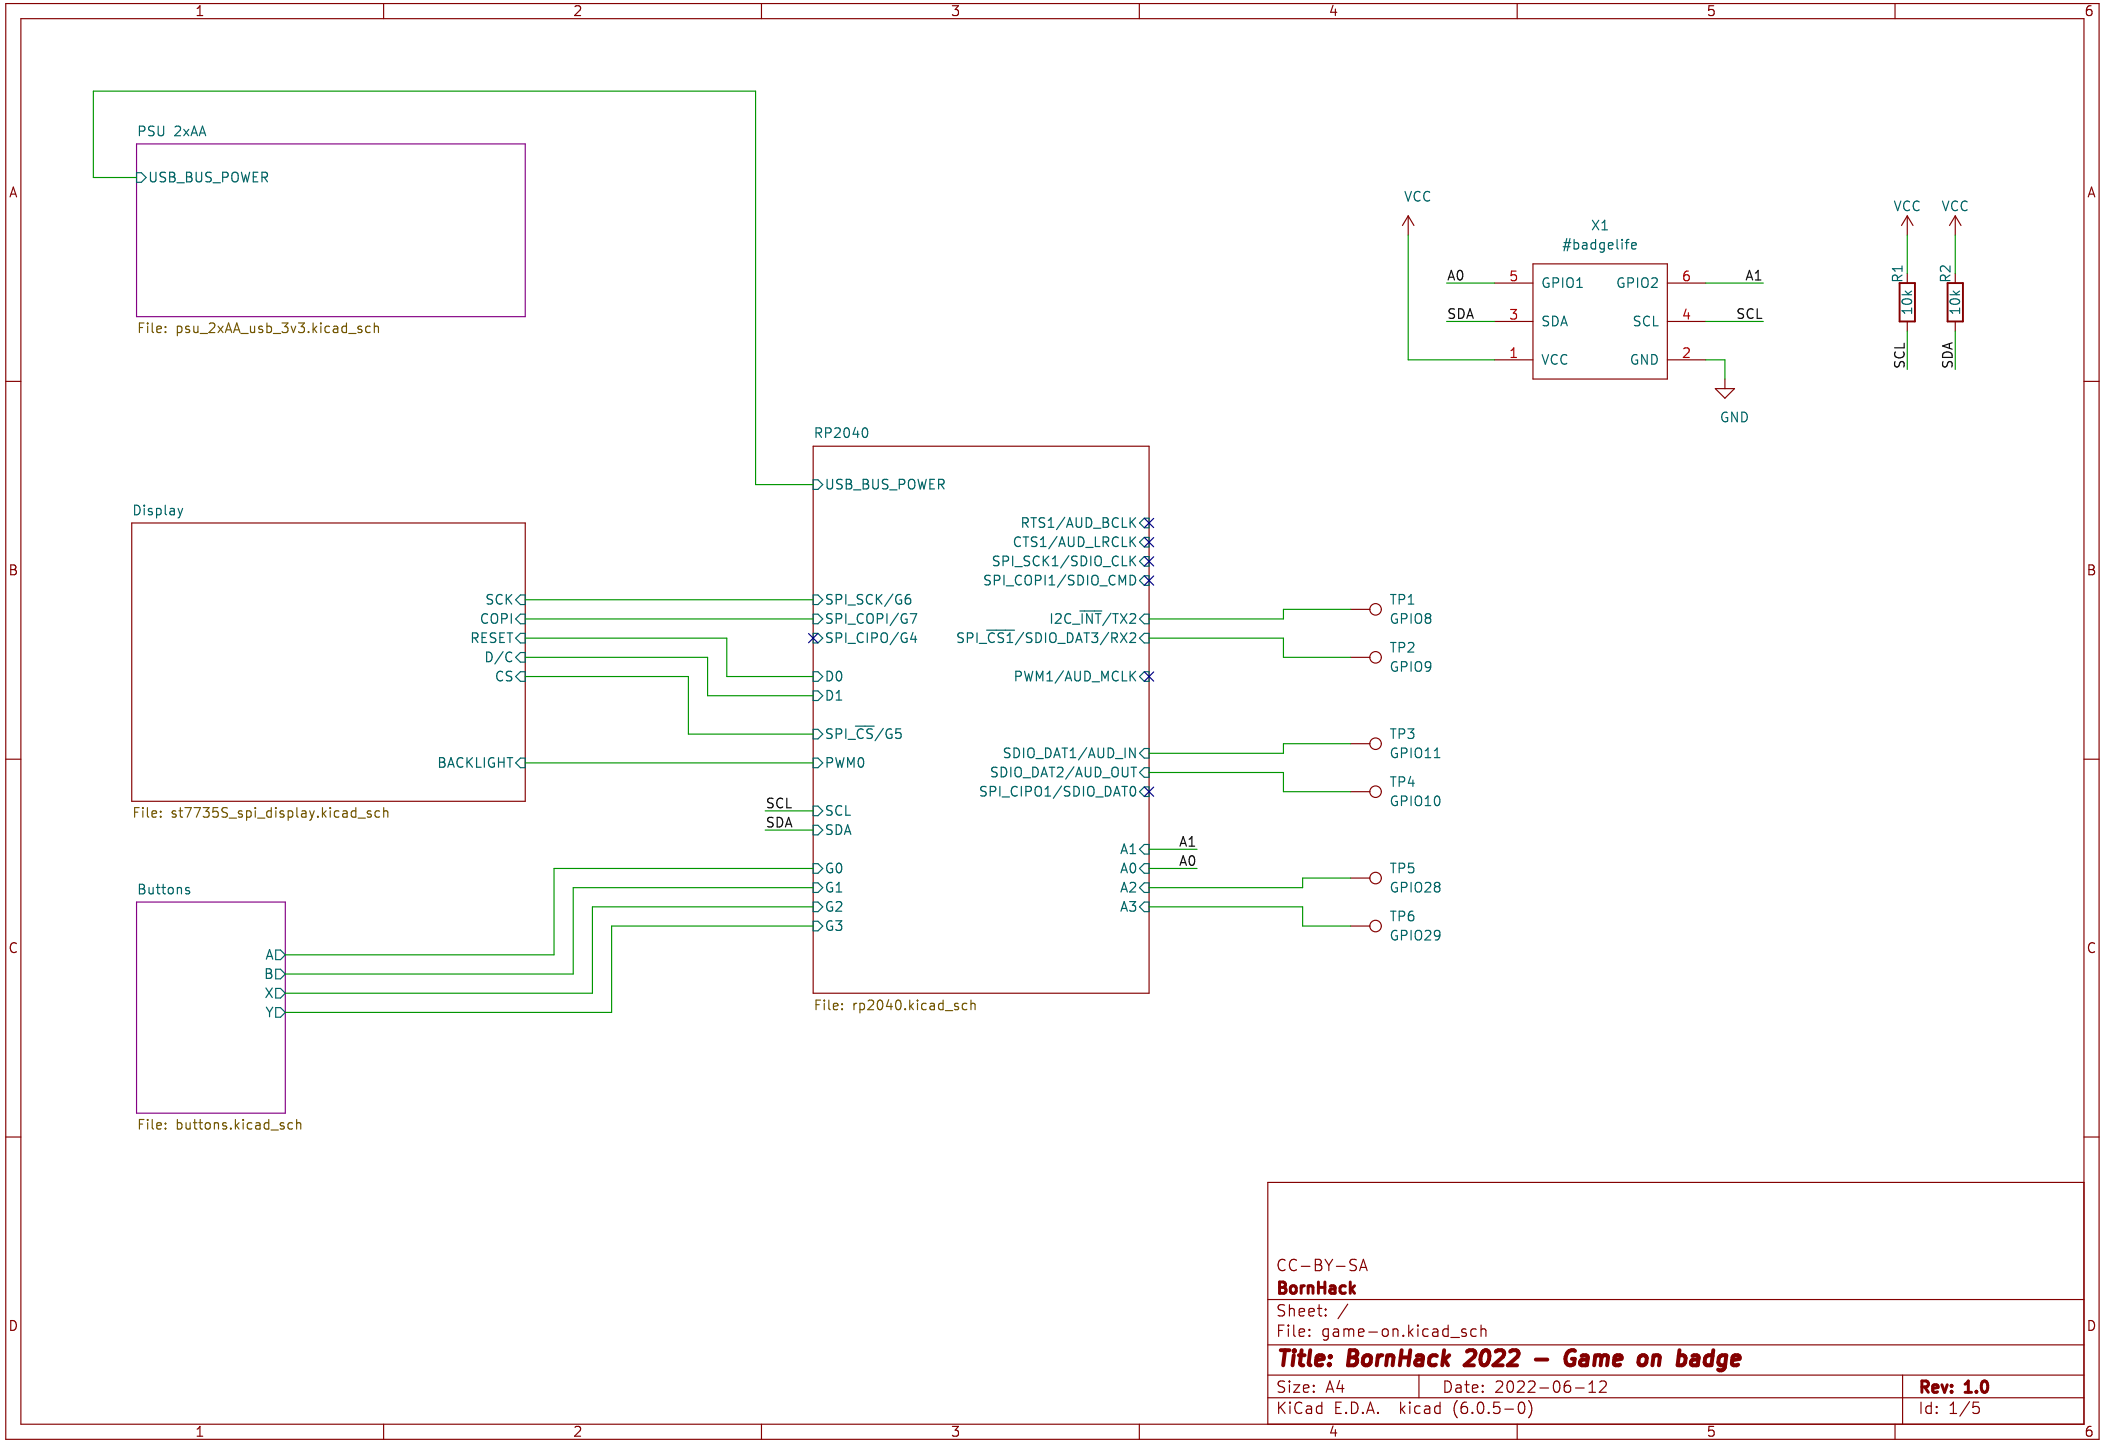 1 2 3 4 5 6
A
B
C
D
PSU 2xAA
USB_BUS_POWER
File: psu_2xAA_usb_3v3.kicad_sch
Display
SCK
COPI
RESET
D/C
CS
BACKLIGHT
File: st7735S_spi_display.kicad_sch
Buttons
A
B
X
Y
File: buttons.kicad_sch
RP2040
USB_BUS_POWER
SPI_SCK/G6
SPI_COPI/G7
SPI_CIPO/G4
D0
D1
SPI_CS/G5
PWM0
SCL
SCL
SDA
SDA
G0
G1
G2
G3
RTS1/AUD_BCLK
CTS1/AUD_LRCLK
SPI_SCK1/SDIO_CLK
SPI_COPI1/SDIO_CMD
I2C_INT/TX2
SPI_CS1/SDIO_DAT3/RX2
PWM1/AUD_MCLK
SDIO_DAT1/AUD_IN
SDIO_DAT2/AUD_OUT
SPI_CIPO1/SDIO_DAT0
A1
A1
A0
A0
A2
A3
File: rp2040.kicad_sch
TP1
GPIO8
TP2
GPIO9
TP3
GPIO11
TP4
GPIO10
TP5
GPIO28
TP6
GPIO29
VCC
X1
#badgelife
A0 5 GPIO1 GPIO2 6 A1
SDA 3 SDA SCL 4 SCL
1 VCC GND 2
GND
VCC VCC
R1 R2
10k 10k
SCL SDA
A
B
C
D
CC-BY-SA
BornHack
Sheet: /
File: game-on.kicad_sch
Title: BornHack 2022 - Game on badge
Size: A4 Date: 2022-06-12 Rev: 1.0
KiCad E.D.A. kicad (6.0.5-0) Id: 1/5
1 2 3 4 5 6